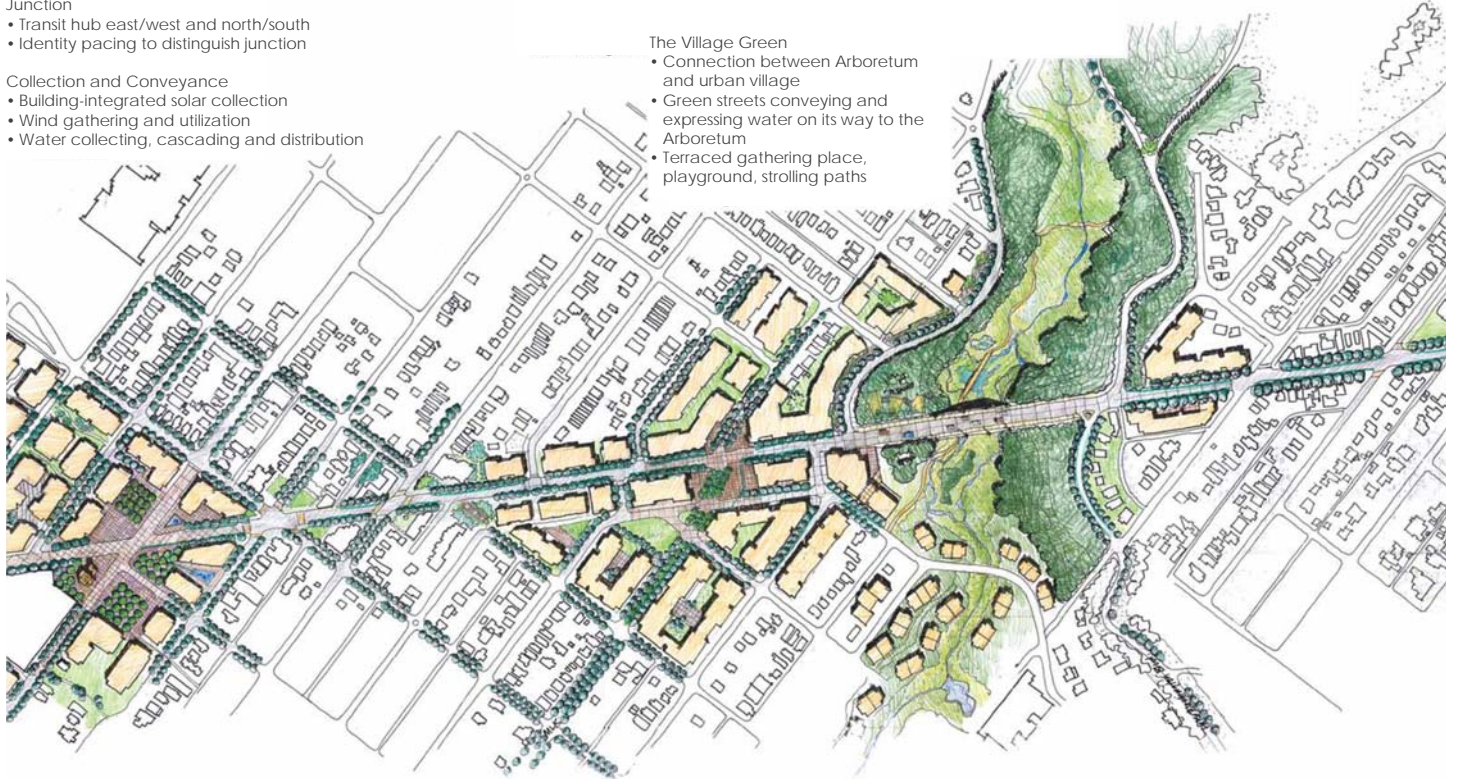 Junction
• Transit hub east/west and north/south
• Identity pacing to distinguish junction
Collection and Conveyance
• Building-integrated solar collection
• Wind gathering and utilization
• Water collecting, cascading and distribution
The Village Green
• Connection between Arboretum
and urban village
• Green streets conveying and
expressing water on its way to the
Arboretum
• Terraced gathering place,
playground, strolling paths